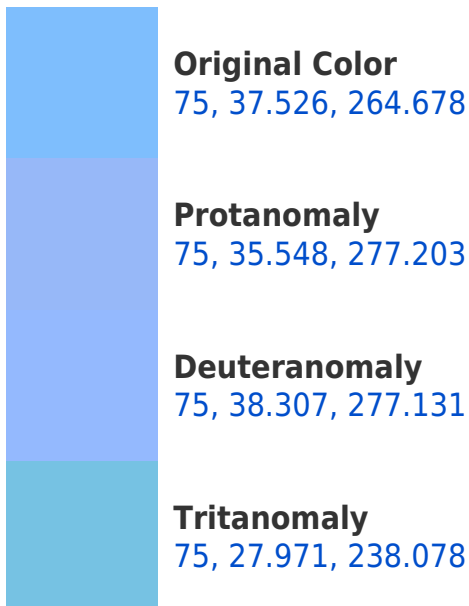 Original Color
75, 37.526, 264.678
Protanomaly
75, 35.548, 277.203
Deuteranomaly
75, 38.307, 277.131
Tritanomaly
75, 27.971, 238.078